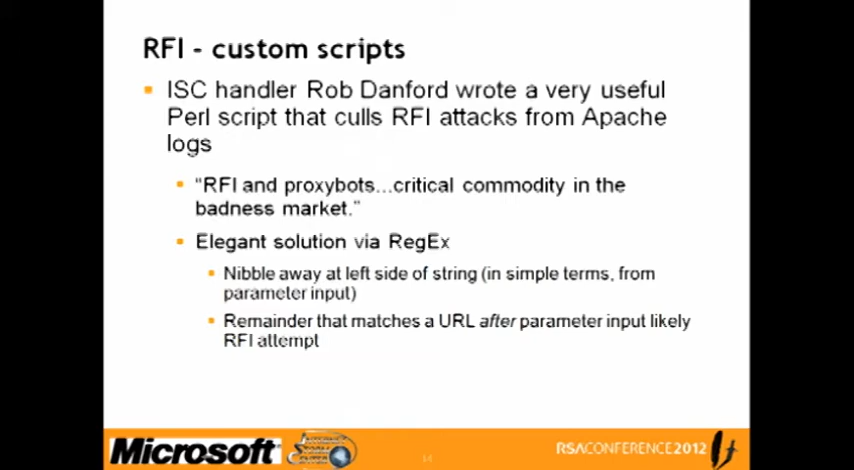 RFI - custom scripts
ISC handler Rob Danford wrote a very useful
Perl script that culls RFI attacks from Apache
logs
"RFI and proxybots...critical commodity in the
badness market."
Elegant solution via RegEx
Nibble away at left side of string (in simple terms, from
parameter input)
Remainder that matches a URL after parameter input likely
RFI attempt
Microsoft
RSACONFERENCE2012